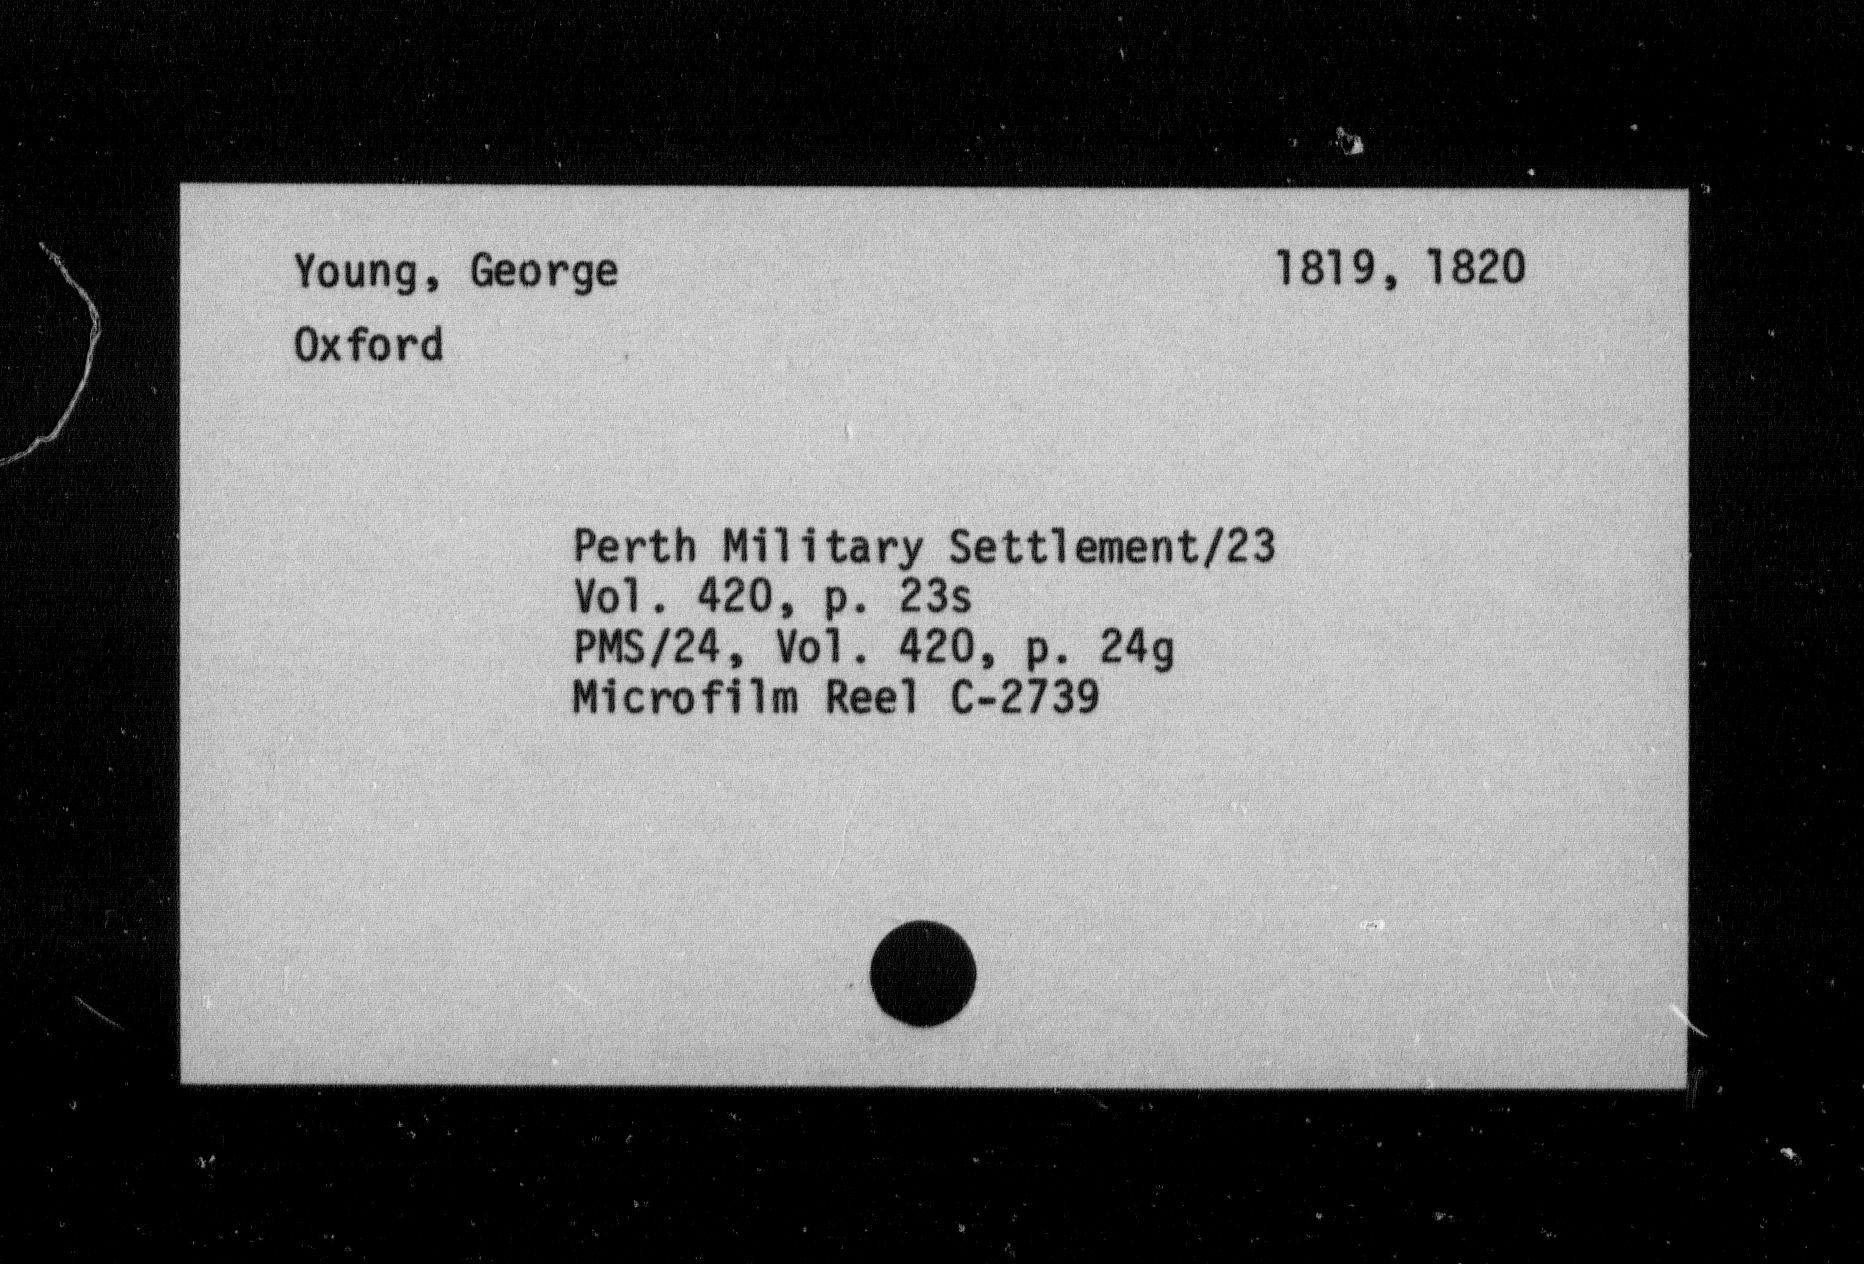 Young, George 1819, 1820
Oxford
Perth Military Settlement/23
Vol. 420, p. 23s
PMS/24, Vol. 420, p. 24g
Microfilm Reel C-2739